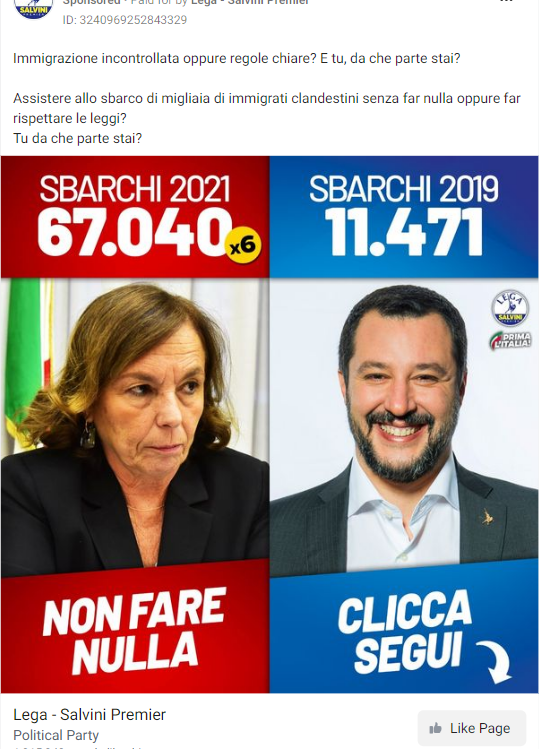 SALVINI
PREMIER
Sponsored • Paid for by Lega - Salvini Premier
ID: 3240969252843329
Immigrazione incontrollata oppure regole chiare? E tu, da che parte stai?
Assistere allo sbarco di migliaia di immigrati clandestini senza far nulla oppure far
rispettare le leggi?
Tu da che parte stai?
SBARCHI 2021
67.040
x6
SBARCHI 2019
11.471
LEGA
SALVINI
PREMIER
PRIMA
L'ITALIA!
NON FARE
NULLA
CLICCA
SEGUI
Lega - Salvini Premier
Political Party
Like Page